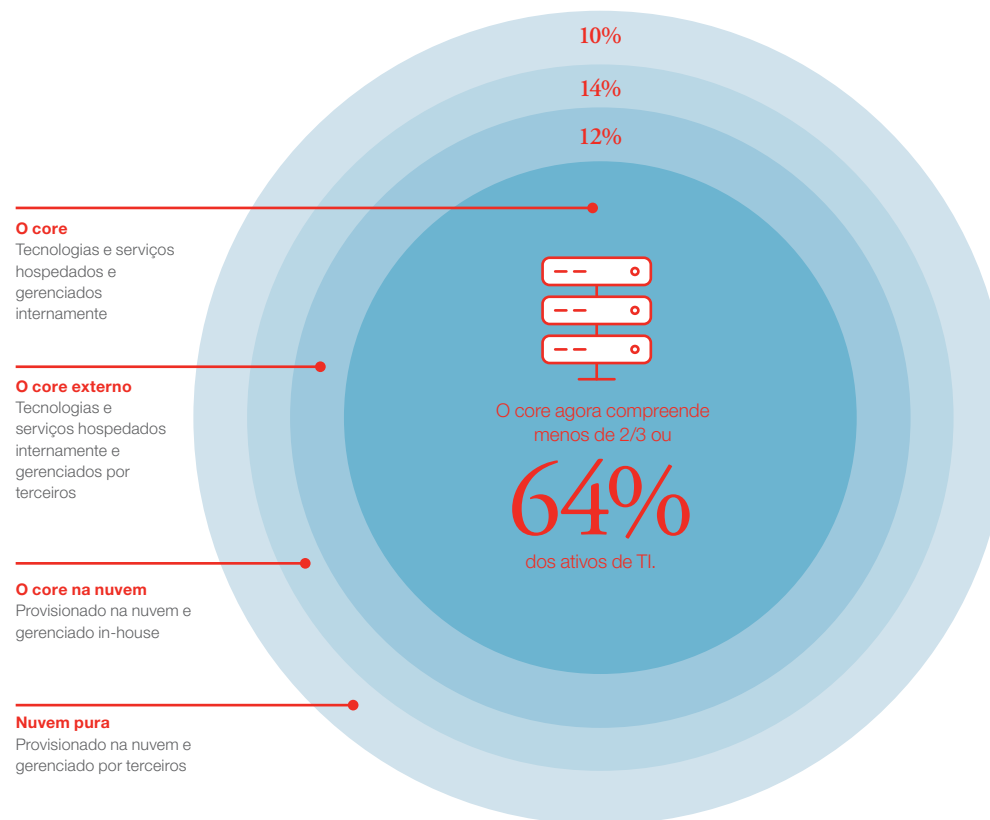 10%
14%
12%
O core
Tecnologias e serviços
hospedados e
gerenciados
internamente
O core externo
Tecnologias e
serviços hospedados
internamente e
gerenciados por
terceiros
O core na nuvem
Provisionado na nuvem e
gerenciado in-house
Nuvem pura
Provisionado na nuvem e
gerenciado por terceiros
O core agora compreende
menos de 2/3 ou
64%
dos ativos de TI.